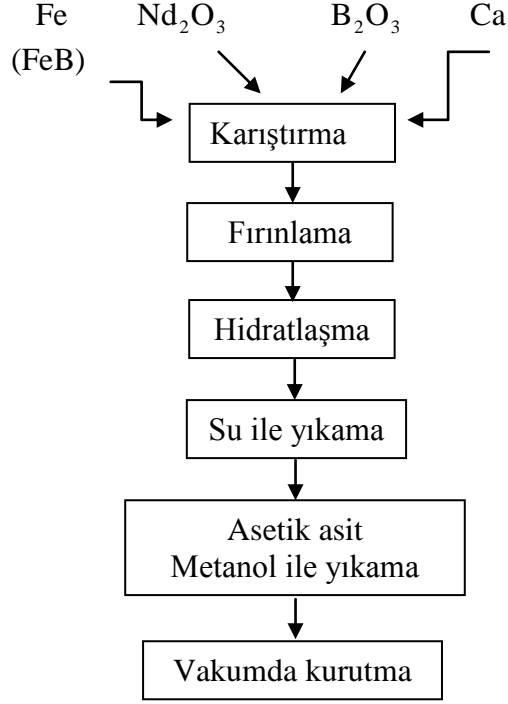 Fe Nd₂O₃ B₂O₃ Ca
(FeB)
Karıştırma
Fırınlama
Hidratlaşma
Su ile yıkama
Asetik asit
Metanol ile yıkama
Vakumda kurutma